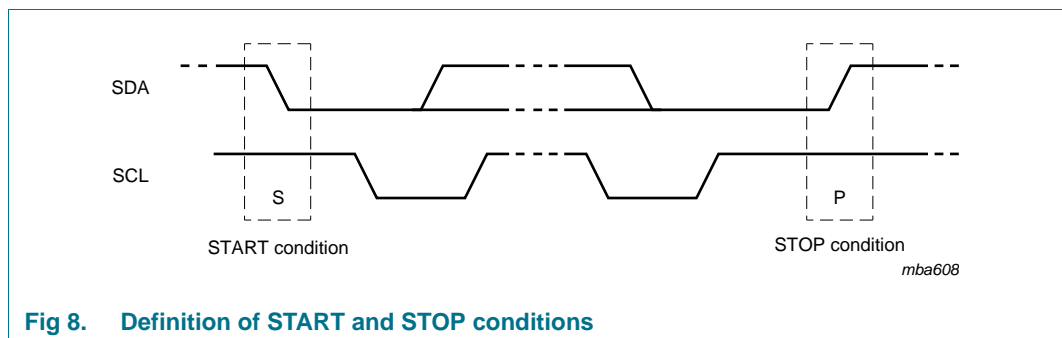 SDA
SCL
S
P
START condition
STOP condition
mba608
Fig 8. Definition of START and STOP conditions